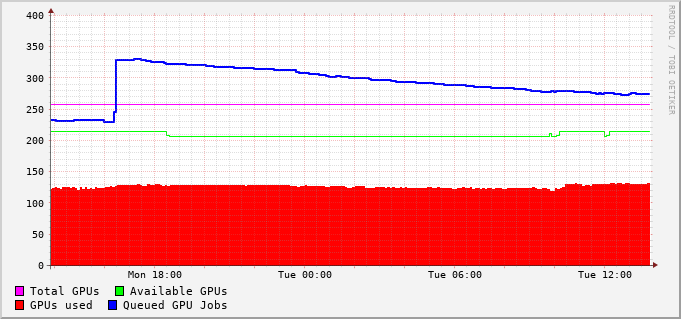 400
350
300
250
200
150
100
50
0
Mon 18:00 Tue 00:00 Tue 06:00 Tue 12:00
Total GPUs Available GPUs
GPUs used Queued GPU Jobs
RRDTOOL / TOBI OETIKER